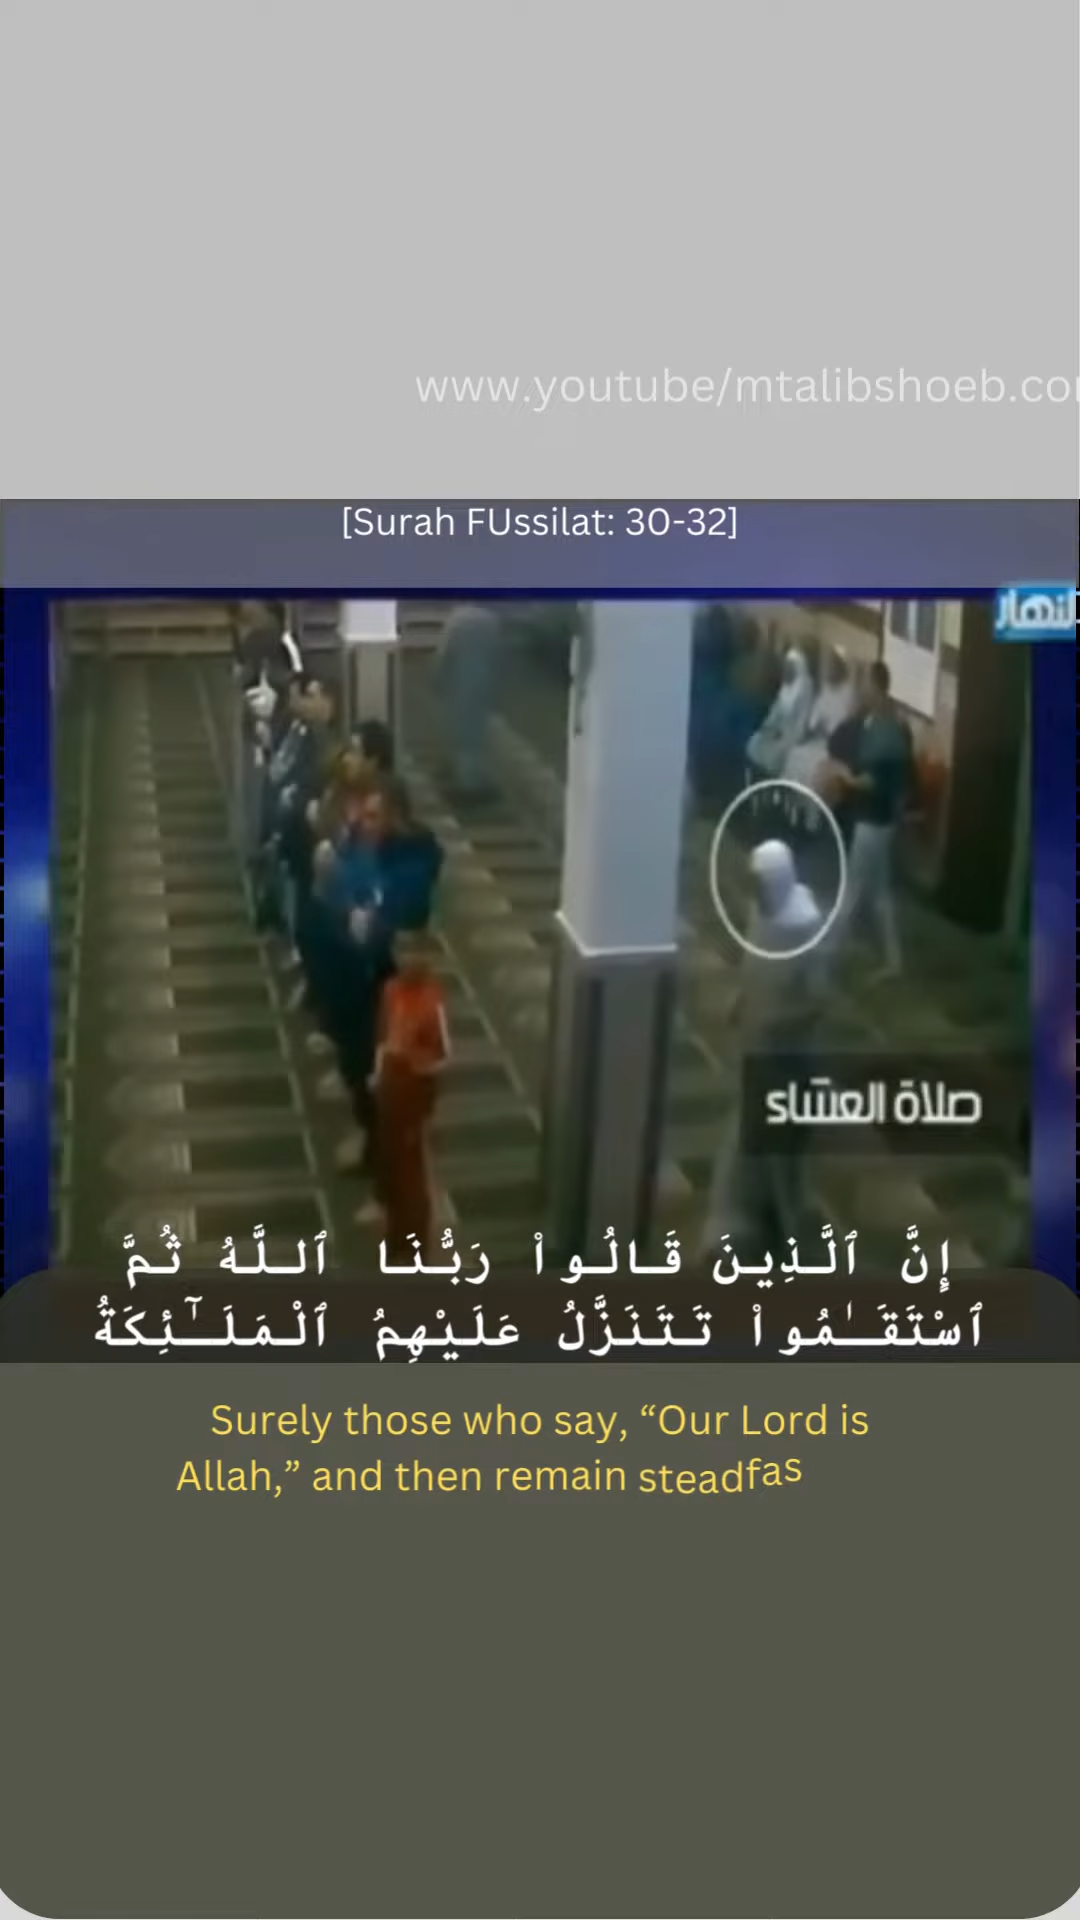 www.youtube/mtalibshoeb.co
[Surah FUssilat: 30-32]
النهار
صلاة العشاء
إِنَّ ٱلَّذِينَ قَالُوا۟ رَبُّنَا ٱللَّهُ ثُمَّ
ٱسْتَقَـٰمُوا۟ تَتَنَزَّلُ عَلَيْهِمُ ٱلْمَلَـٰٓئِكَةُ
Surely those who say, “Our Lord is
Allah,” and then remain steadfas